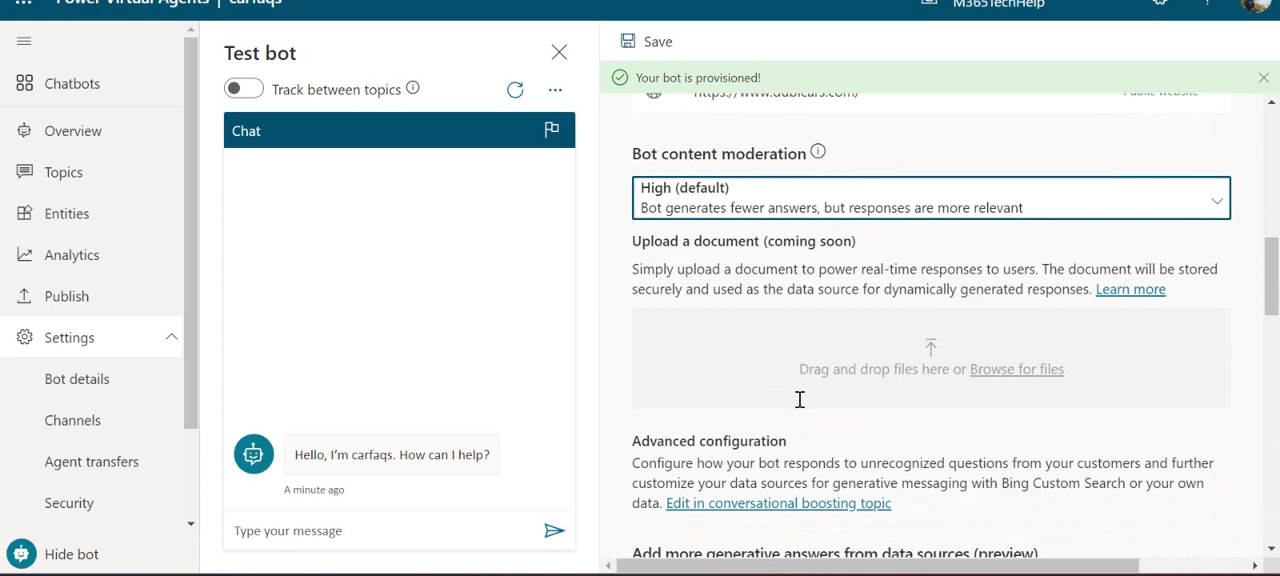 Power Virtual Agents | carfaqs
M365TechHelp
Chatbots
Overview
Topics
Entities
Analytics
Publish
Settings
Bot details
Channels
Agent transfers
Security
Hide bot
Test bot
Track between topics
Chat
Hello, I'm carfaqs. How can I help?
A minute ago
Type your message
Save
Your bot is provisioned!
https://www.dubicars.com/ Public website
Bot content moderation
High (default)
Bot generates fewer answers, but responses are more relevant
Upload a document (coming soon)
Simply upload a document to power real-time responses to users. The document will be stored
securely and used as the data source for dynamically generated responses. Learn more
Drag and drop files here or Browse for files
Advanced configuration
Configure how your bot responds to unrecognized questions from your customers and further
customize your data sources for generative messaging with Bing Custom Search or your own
data. Edit in conversational boosting topic
Add more generative answers from data sources (preview)